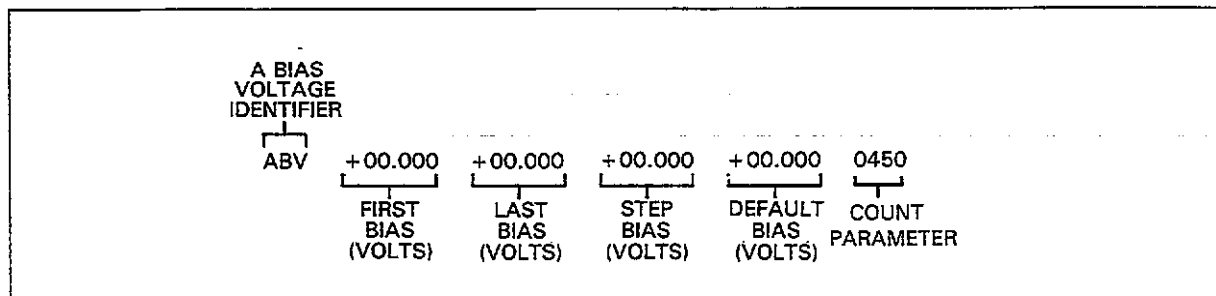 A BIAS
VOLTAGE
IDENTIFIER
ABV +00.000 +00.000 +00.000 +00.000 0450
FIRST
BIAS
(VOLTS)
LAST
BIAS
(VOLTS)
STEP
BIAS
(VOLTS)
DEFAULT
BIAS
(VOLTS)
COUNT
PARAMETER